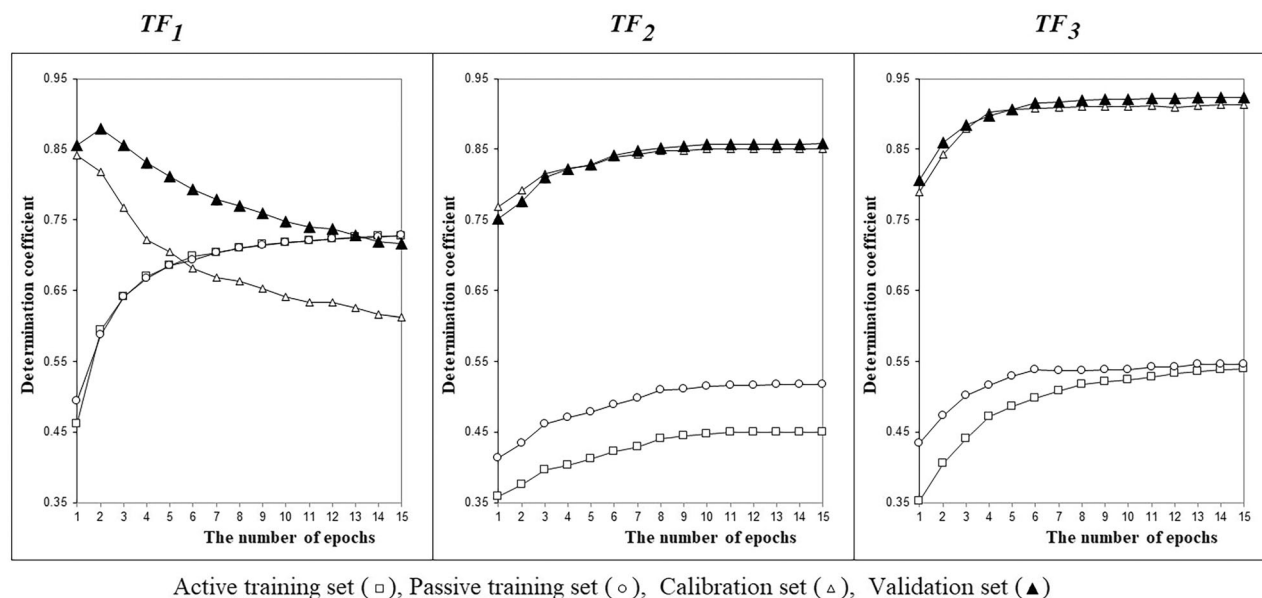 TF1 TF2 TF3
Determination coefficient
0.95
0.85
0.75
0.65
0.55
0.45
0.35
1 2 3 4 5 6 7 8 9 10 11 12 13 14 15
The number of epochs
Determination coefficient
0.95
0.85
0.75
0.65
0.55
0.45
0.35
1 2 3 4 5 6 7 8 9 10 11 12 13 14 15
The number of epochs
Determination coefficient
0.95
0.85
0.75
0.65
0.55
0.45
0.35
1 2 3 4 5 6 7 8 9 10 11 12 13 14 15
The number of epochs
Active training set (□), Passive training set (○), Calibration set (△), Validation set (▲)